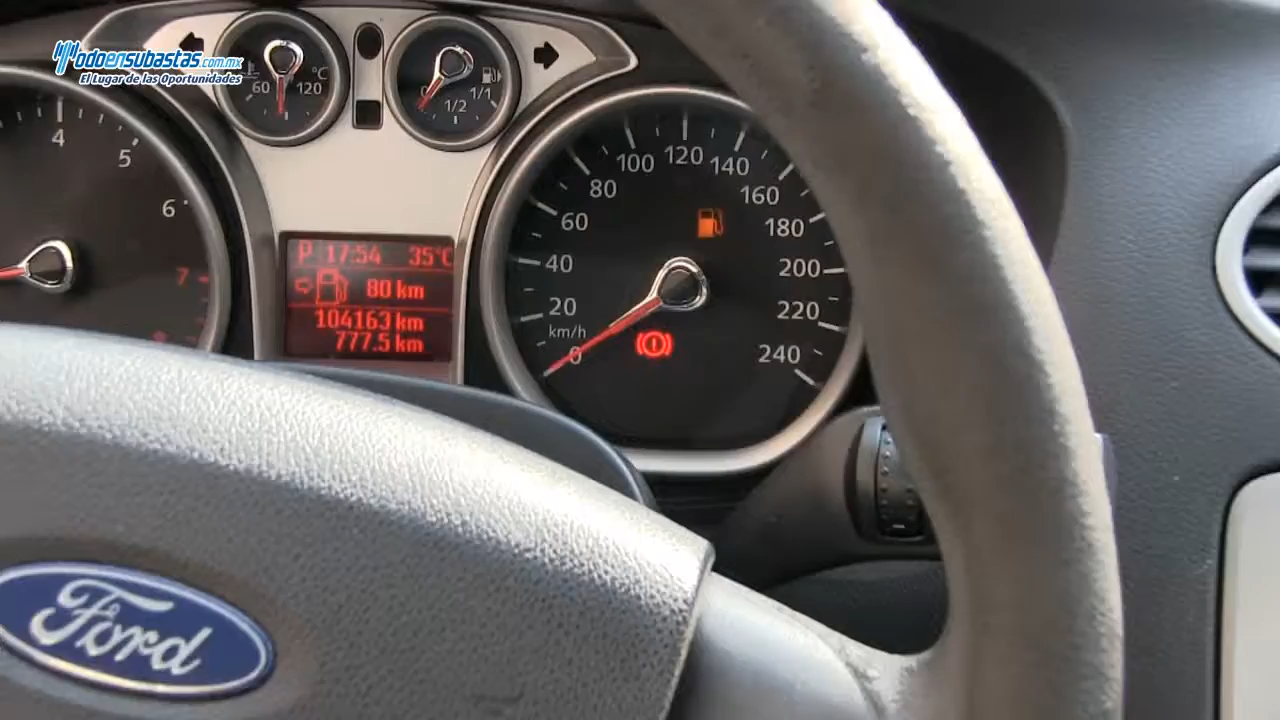 odoensubastas.com.mx
El Lugar de las Oportunidades
60 120 °C
0 1/2 1/1
4
5
6
7
P 17:54 35°C
80 km
104163 km
777.5 km
0 20 40 60 80 100 120 140 160 180 200 220 240
km/h
Ford